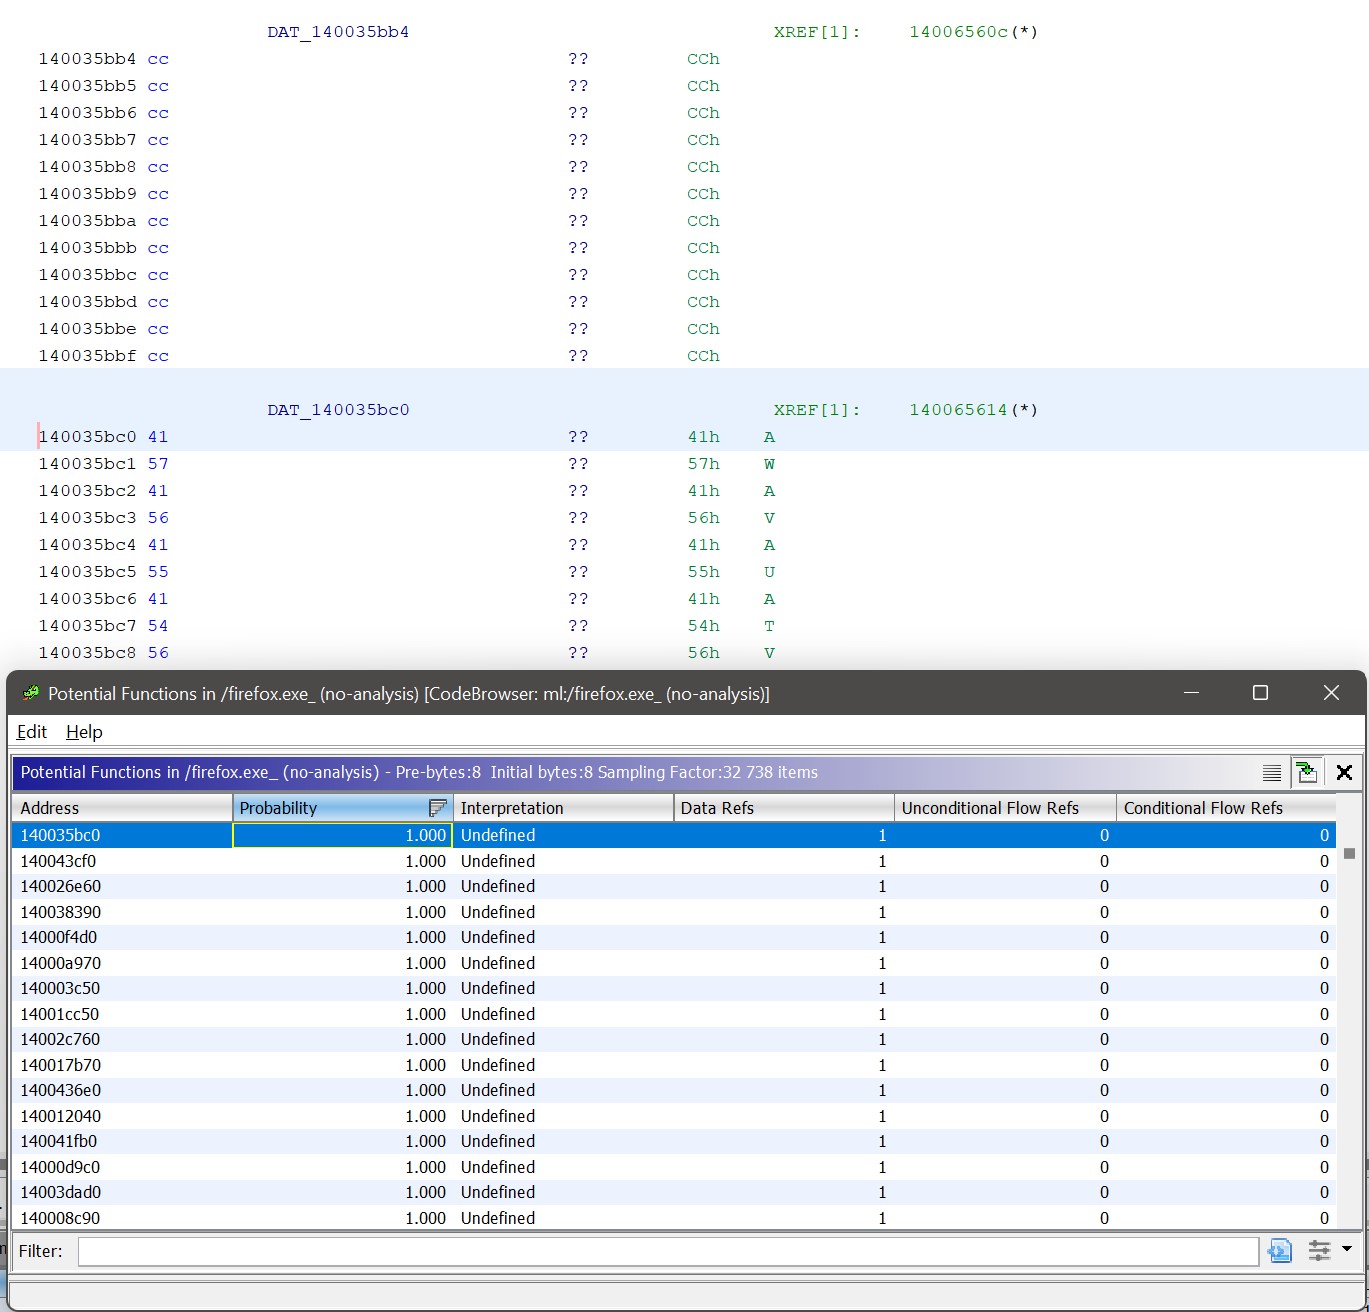 DAT_140035bb4 XREF[1]: 14006560c(*)
140035bb4 cc ?? CCh
140035bb5 cc ?? CCh
140035bb6 cc ?? CCh
140035bb7 cc ?? CCh
140035bb8 cc ?? CCh
140035bb9 cc ?? CCh
140035bba cc ?? CCh
140035bbb cc ?? CCh
140035bbc cc ?? CCh
140035bbd cc ?? CCh
140035bbe cc ?? CCh
140035bbf cc ?? CCh
DAT_140035bc0 XREF[1]: 140065614(*)
140035bc0 41 ?? 41h A
140035bc1 57 ?? 57h W
140035bc2 41 ?? 41h A
140035bc3 56 ?? 56h V
140035bc4 41 ?? 41h A
140035bc5 55 ?? 55h U
140035bc6 41 ?? 41h A
140035bc7 54 ?? 54h T
140035bc8 56 ?? 56h V
Potential Functions in /firefox.exe_ (no-analysis) [CodeBrowser: ml:/firefox.exe_ (no-analysis)]
Edit Help
Potential Functions in /firefox.exe_ (no-analysis) - Pre-bytes:8 Initial bytes:8 Sampling Factor:32 738 items
Address Probability Interpretation Data Refs Unconditional Flow Refs Conditional Flow Refs
140035bc0 1.000 Undefined 1 0 0
140043cf0 1.000 Undefined 1 0 0
140026e60 1.000 Undefined 1 0 0
140038390 1.000 Undefined 1 0 0
14000f4d0 1.000 Undefined 1 0 0
14000a970 1.000 Undefined 1 0 0
140003c50 1.000 Undefined 1 0 0
14001cc50 1.000 Undefined 1 0 0
14002c760 1.000 Undefined 1 0 0
140017b70 1.000 Undefined 1 0 0
1400436e0 1.000 Undefined 1 0 0
140012040 1.000 Undefined 1 0 0
140041fb0 1.000 Undefined 1 0 0
14000d9c0 1.000 Undefined 1 0 0
14003dad0 1.000 Undefined 1 0 0
140008c90 1.000 Undefined 1 0 0
Filter: